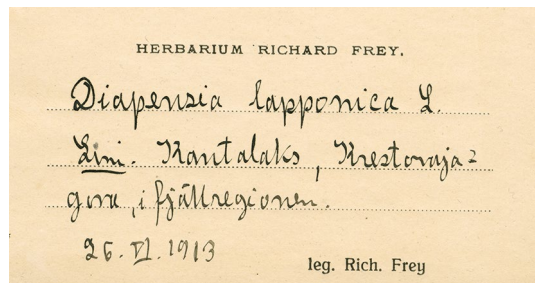 HERBARIUM RICHARD FREY.
Diapensia lapponica L.
Lim. Kantalaks, Krestovaja=
gora, i fjällregionen.
26.VI.1913
leg. Rich. Frey